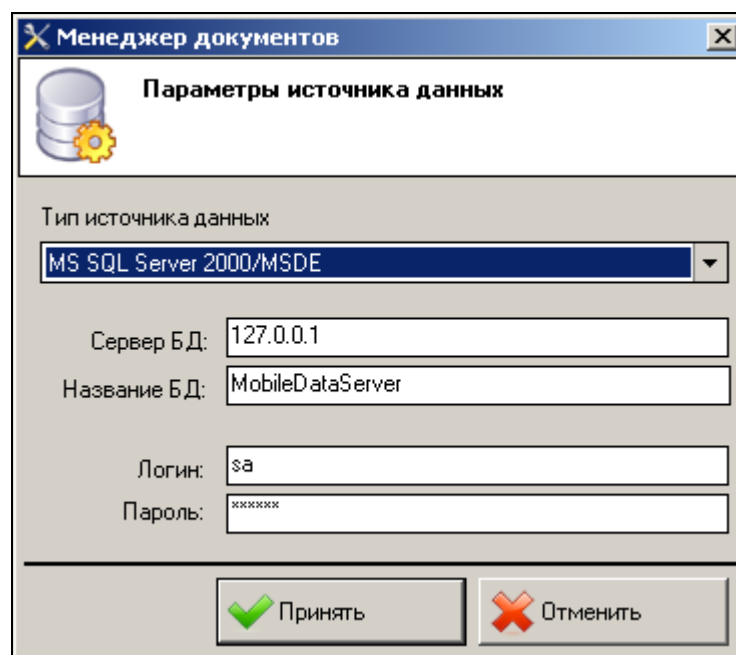 Менеджер документов
Параметры источника данных
Тип источника данных
MS SQL Server 2000/MSDE
Сервер БД: 127.0.0.1
Название БД: MobileDataServer
Логин: sa
Пароль: ******
Принять Отменить